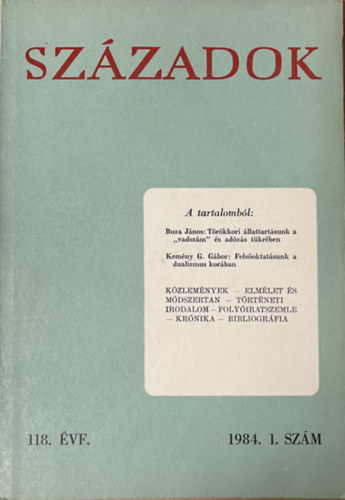 SZÁZADOK
A tartalomból:
Buza János: Törökkori állattartásunk a
„vadszám” és adózás tükrében
Kemény G. Gábor: Felsőoktatásunk a
dualizmus korában
KÖZLEMÉNYEK — ELMÉLET ÉS
MÓDSZERTAN — TÖRTÉNETI
IRODALOM — FOLYÓIRATSZEMLE
— KRÓNIKA — BIBLIOGRÁFIA
118. ÉVF.
1984. 1. SZÁM